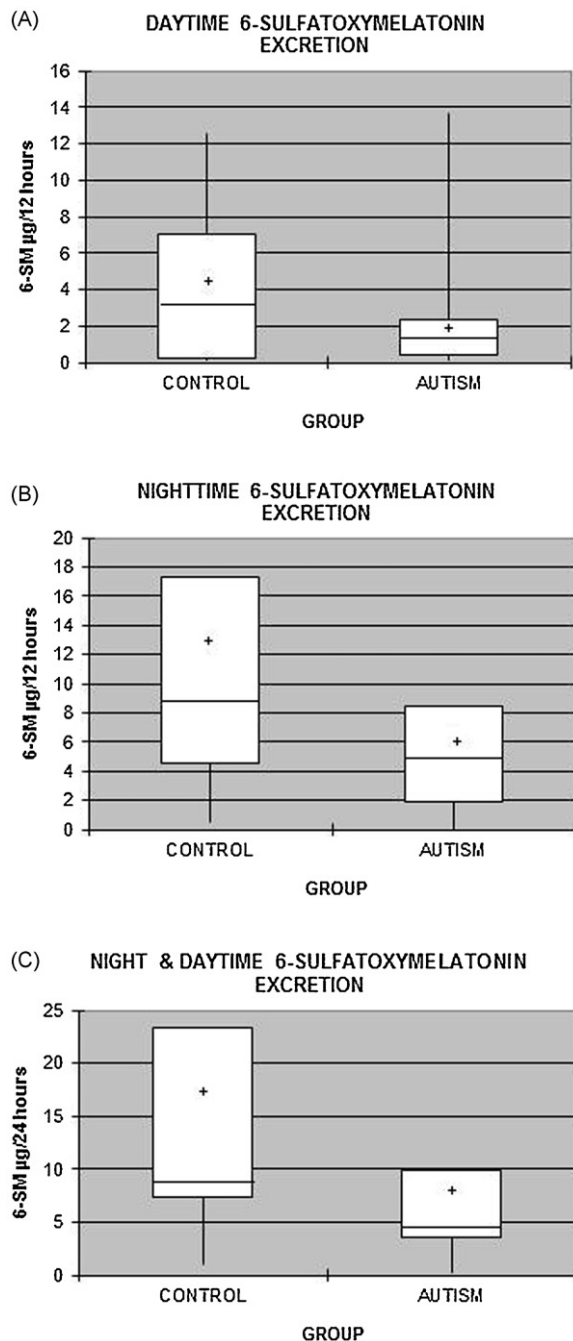 (A)
DAYTIME 6-SULFATOXYMELATONIN
EXCRETION
6-SM µg/12 hours
16
14
12
10
8
6
4
2
0
CONTROL
AUTISM
GROUP
(B)
NIGHTTIME 6-SULFATOXYMELATONIN
EXCRETION
6-SM µg/12 hours
20
18
16
14
12
10
8
6
4
2
0
CONTROL
AUTISM
GROUP
(C)
NIGHT & DAYTIME 6-SULFATOXYMELATONIN
EXCRETION
6-SM µg/24 hours
25
20
15
10
5
0
CONTROL
AUTISM
GROUP